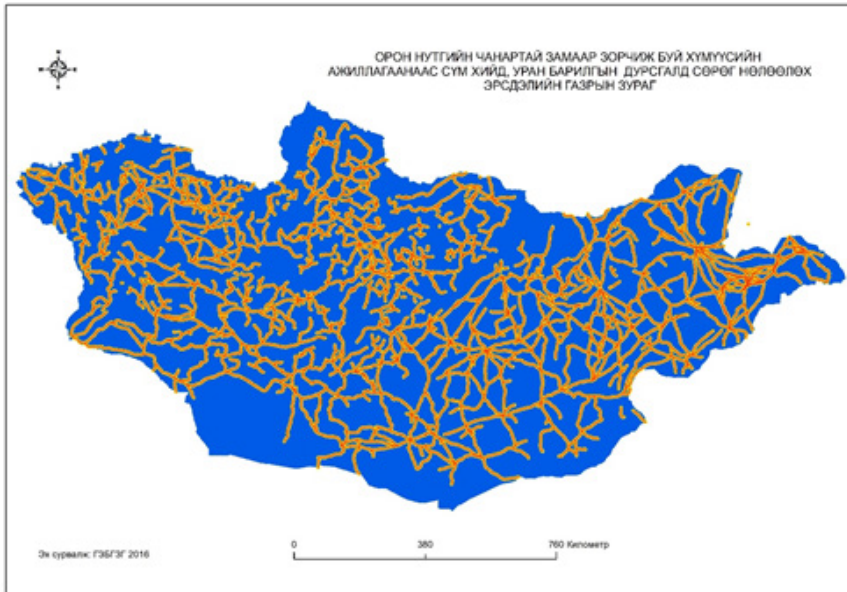 ОРОН НУТГИЙН ЧАНАРТАЙ ЗАМААР ЗОРЧИЖ БУЙ ХҮМҮҮСИЙН
АЖИЛЛАГААНААС СҮМ ХИЙД, УРАН БАРИЛГЫН ДУРСГАЛД СӨРӨГ НӨЛӨӨЛӨХ
ЭРСДЭЛИЙН ГАЗРЫН ЗУРАГ
0 380 760 Километр
Эх сурвалж: ГЗБГЗГ 2016